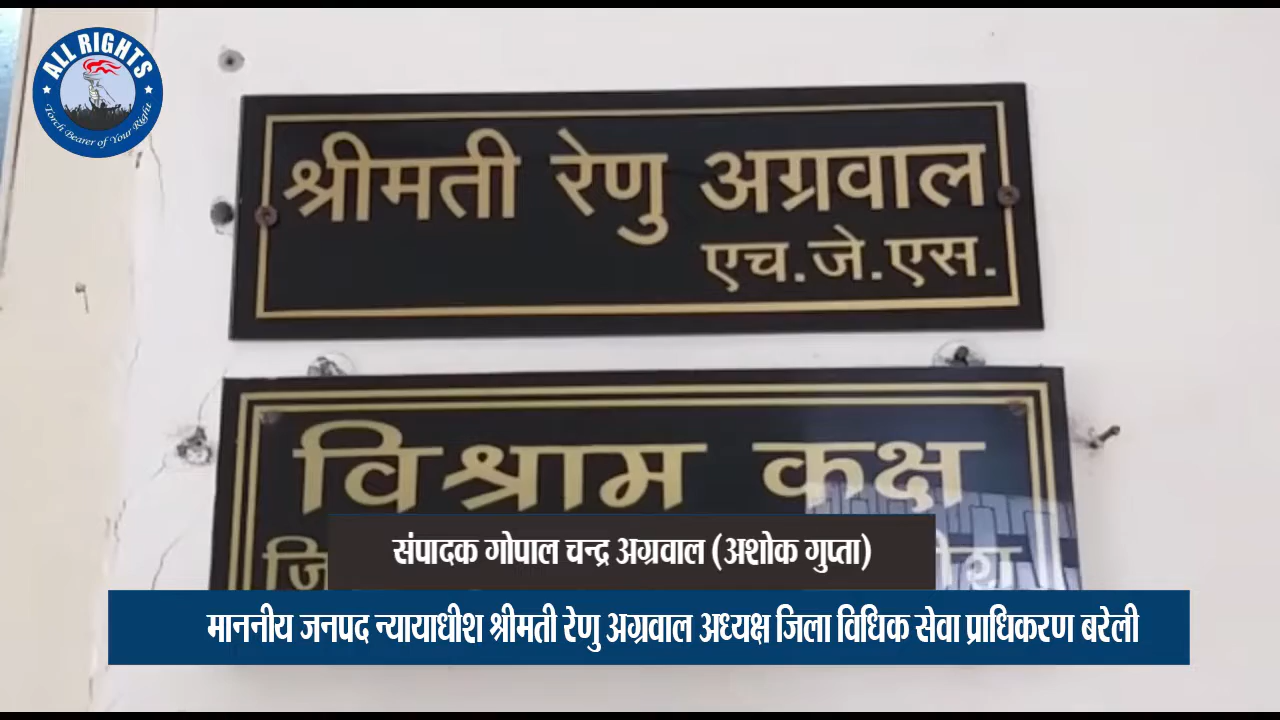 ALL RIGHTS
Torch Bearer of Your Right
श्रीमती रेणु अग्रवाल
एच.जे.एस.
विश्राम कक्ष
संपादक गोपाल चन्द्र अग्रवाल (अशोक गुप्ता)
माननीय जनपद न्यायाधीश श्रीमती रेणु अग्रवाल अध्यक्ष जिला विधिक सेवा प्राधिकरण बरेली